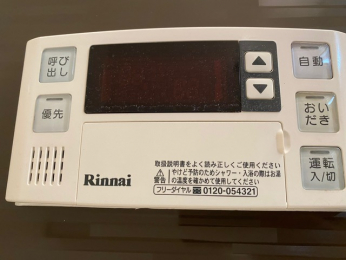 呼び
出し
優先
自動
おい
だき
運転
入/切
取扱説明書をよく読み正しくご使用ください
警告
やけど予防のためシャワー・入浴の際はお湯
の温度を確かめて使用してください
フリーダイヤル 0120-054321
Rinnai